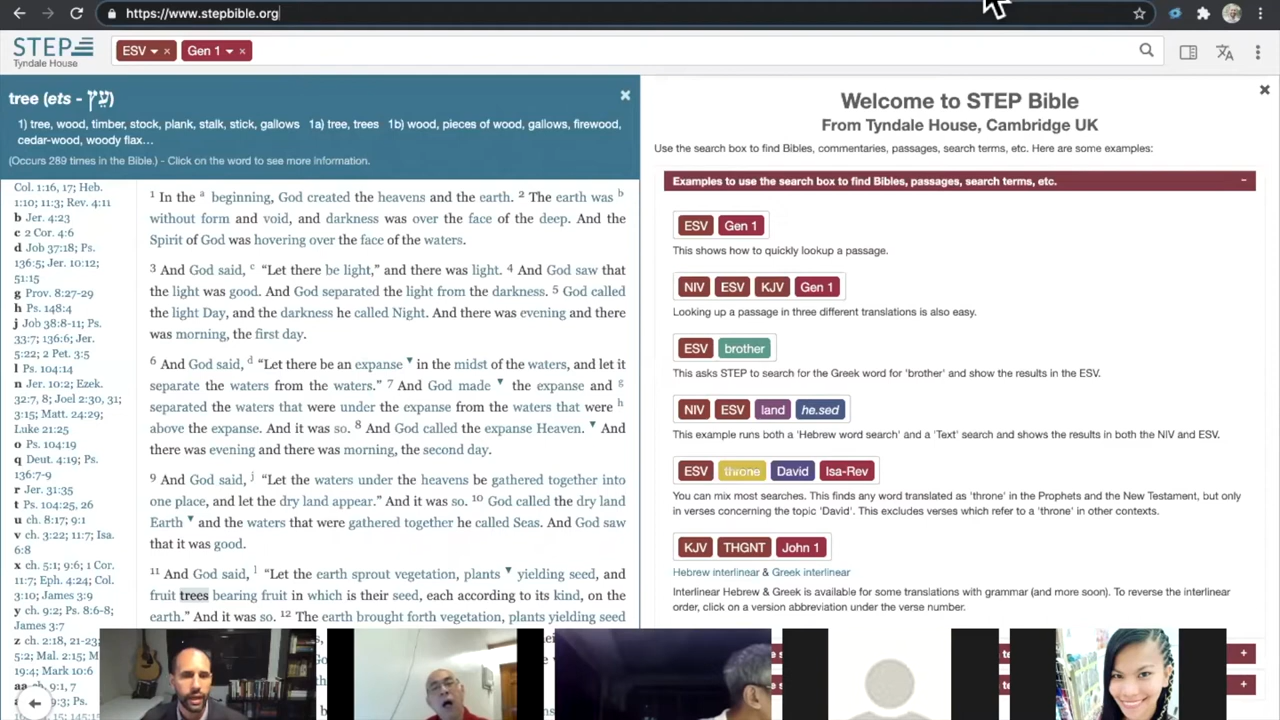 https://www.stepbible.org
STEP
Tyndale House
ESV
Gen 1
tree (ets - עֵץ)
1) tree, wood, timber, stock, plank, stalk, stick, gallows 1a) tree, trees 1b) wood, pieces of wood, gallows, firewood,
cedar-wood, woody flax…
(Occurs 289 times in the Bible.) - Click on the word to see more information.
Col. 1:16, 17; Heb.
1:10; 11:3; Rev. 4:11
b Jer. 4:23
c 2 Cor. 4:6
d Job 37:18; Ps.
136:5; Jer. 10:12;
51:15
g Prov. 8:27-29
h Ps. 148:4
j Job 38:8-11; Ps.
33:7; 136:6; Jer.
5:22; 2 Pet. 3:5
l Ps. 104:14
n Jer. 10:2; Ezek.
32:7, 8; Joel 2:30, 31;
3:15; Matt. 24:29;
Luke 21:25
o Ps. 104:19
q Deut. 4:19; Ps.
136:7-9
r Jer. 31:35
t Ps. 104:25, 26
u ch. 8:17; 9:1
v ch. 3:22; 11:7; Isa.
6:8
x ch. 5:1; 9:6; 1 Cor.
11:7; Eph. 4:24; Col.
3:10; James 3:9
y ch. 9:2; Ps. 8:6-8;
James 3:7
z ch. 2:18, 21-23;
5:2; Mal. 2:15; M
19:4; Mark 10:6
aa ch. 9:1, 7
9:3; Ps.
1 In the a beginning, God created the heavens and the earth. 2 The earth was b
without form and void, and darkness was over the face of the deep. And the
Spirit of God was hovering over the face of the waters.
3 And God said, c “Let there be light,” and there was light. 4 And God saw that
the light was good. And God separated the light from the darkness. 5 God called
the light Day, and the darkness he called Night. And there was evening and there
was morning, the first day.
6 And God said, d “Let there be an expanse ▼ in the midst of the waters, and let it
separate the waters from the waters.” 7 And God made ▼ the expanse and g
separated the waters that were under the expanse from the waters that were h
above the expanse. And it was so. 8 And God called the expanse Heaven. ▼ And
there was evening and there was morning, the second day.
9 And God said, j “Let the waters under the heavens be gathered together into
one place, and let the dry land appear.” And it was so. 10 God called the dry land
Earth ▼ and the waters that were gathered together he called Seas. And God saw
that it was good.
11 And God said, l “Let the earth sprout vegetation, plants ▼ yielding seed, and
fruit trees bearing fruit in which is their seed, each according to its kind, on the
earth.” And it was so. 12 The earth brought forth vegetation, plants yielding seed
Welcome to STEP Bible
From Tyndale House, Cambridge UK
Use the search box to find Bibles, commentaries, passages, search terms, etc. Here are some examples:
Examples to use the search box to find Bibles, passages, search terms, etc.
ESV Gen 1
This shows how to quickly lookup a passage.
NIV ESV KJV Gen 1
Looking up a passage in three different translations is also easy.
ESV brother
This asks STEP to search for the Greek word for 'brother' and show the results in the ESV.
NIV ESV land he.sed
This example runs both a 'Hebrew word search' and a 'Text' search and shows the results in both the NIV and ESV.
ESV throne David Isa-Rev
You can mix most searches. This finds any word translated as 'throne' in the Prophets and the New Testament, but only
in verses concerning the topic 'David'. This excludes verses which refer to a 'throne' in other contexts.
KJV THGNT John 1
Hebrew interlinear & Greek interlinear
Interlinear Hebrew & Greek is available for some translations with grammar (and more soon). To reverse the interlinear
order, click on a version abbreviation under the verse number.